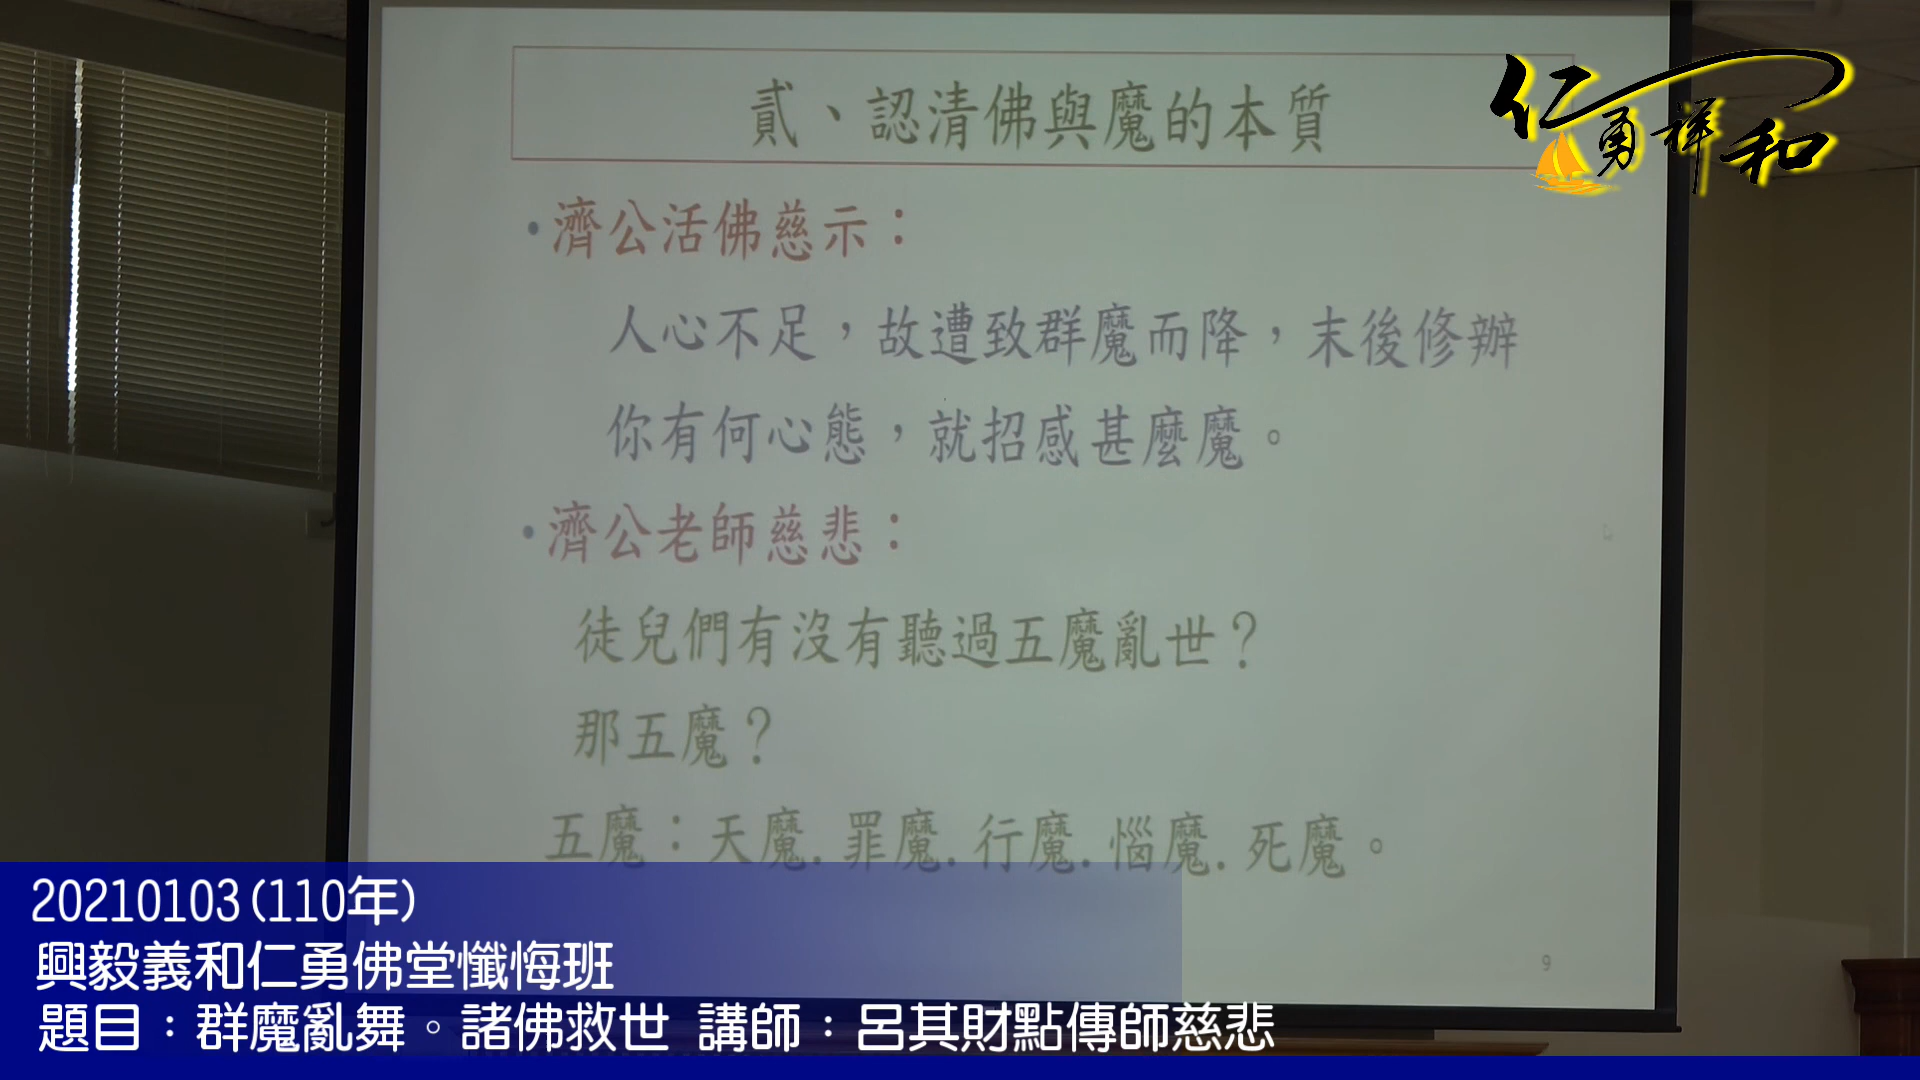 貳、認清佛與魔的本質
仁勇祥和
•濟公活佛慈示：
人心不足，故遭致群魔而降，末後修辦
你有何心態，就招感甚麼魔。
•濟公老師慈悲：
徒兒們有沒有聽過五魔亂世？
那五魔？
五魔：天魔.罪魔.行魔.惱魔.死魔。
9
20210103(110年)
興毅義和仁勇佛堂懺悔班
題目：群魔亂舞。諸佛救世 講師：呂其財點傳師慈悲